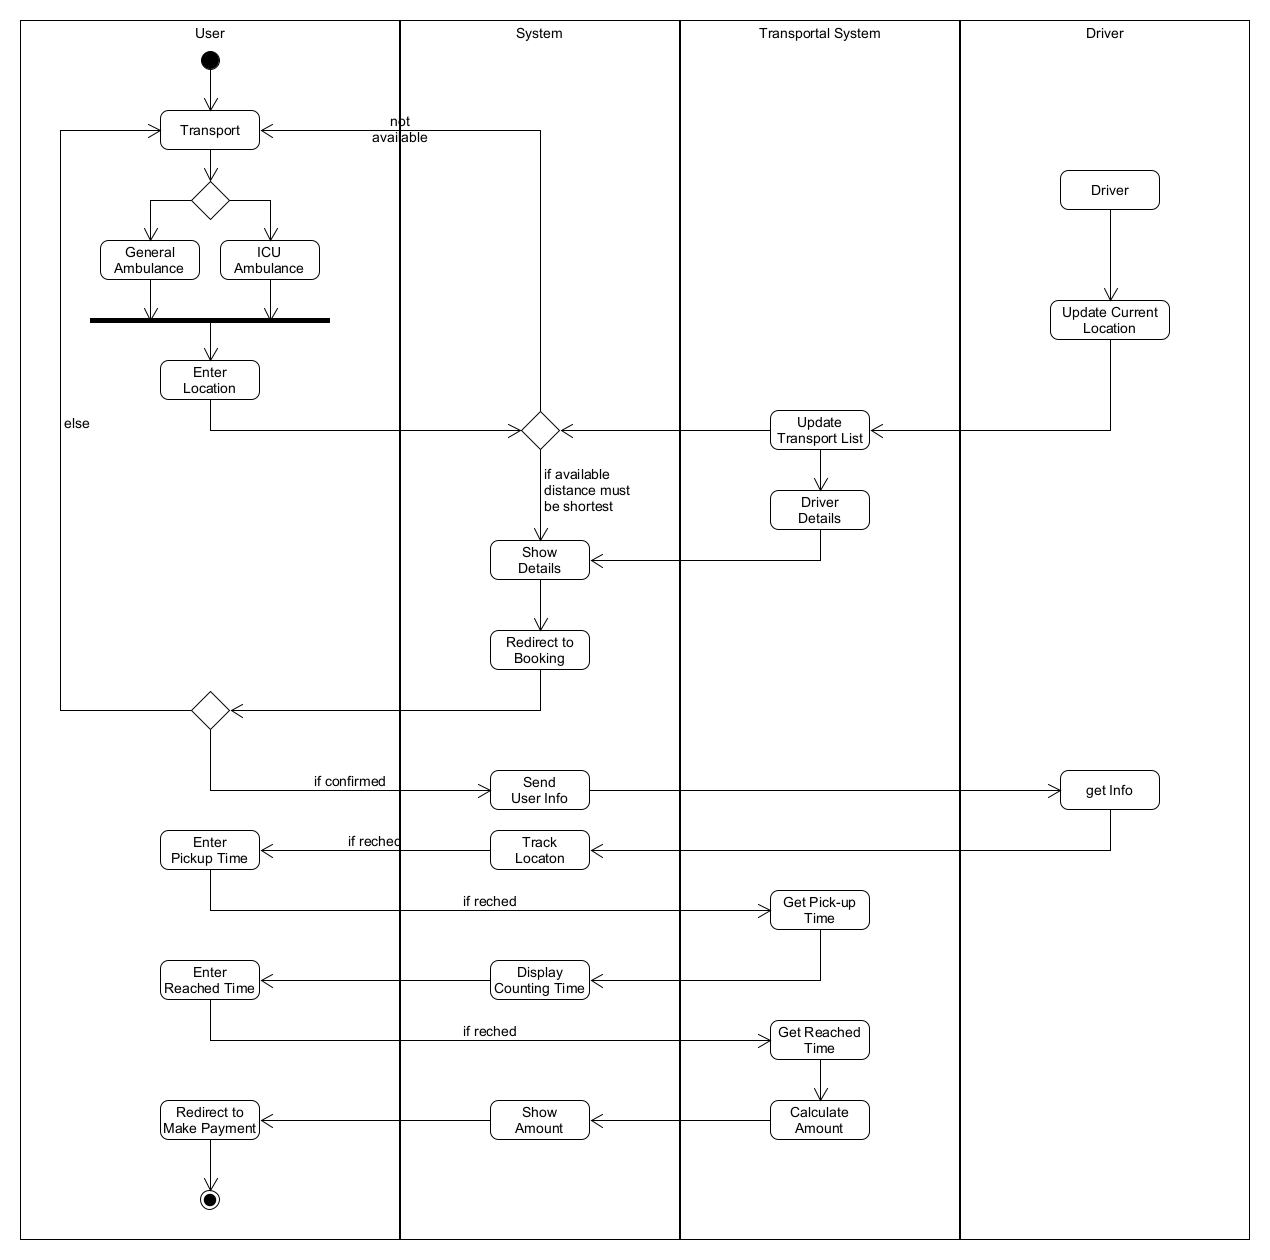 User
System
Transportal System
Driver
Transport
not
available
Driver
General
Ambulance
ICU
Ambulance
Update Current
Location
Enter
Location
else
Update
Transport List
if available
distance must
be shortest
Driver
Details
Show
Details
Redirect to
Booking
if confirmed
Send
User Info
get Info
Enter
Pickup Time
if reched
Track
Locaton
if reched
Get Pick-up
Time
Enter
Reached Time
Display
Counting Time
if reched
Get Reached
Time
Redirect to
Make Payment
Show
Amount
Calculate
Amount